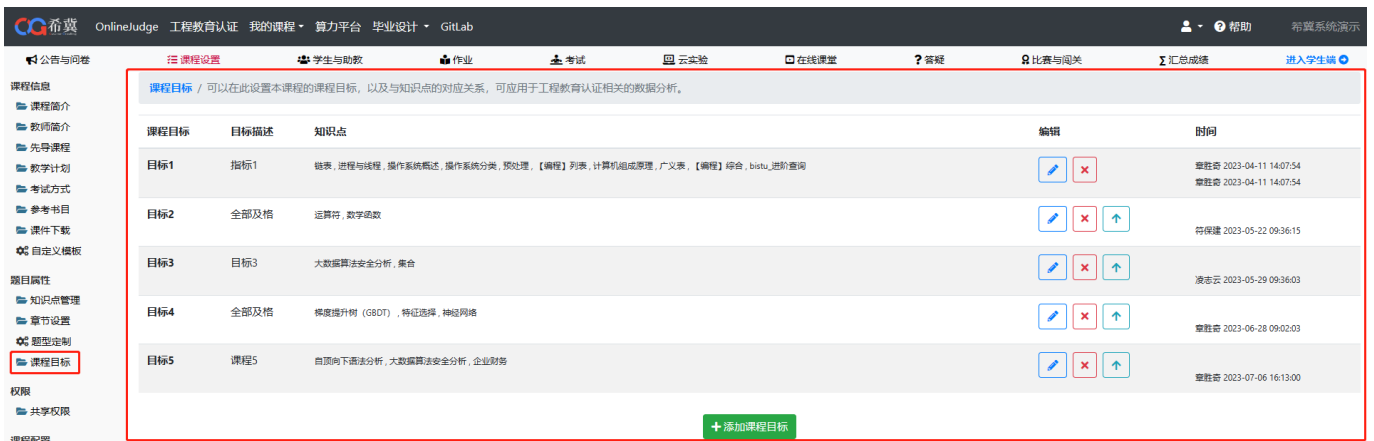 CG希冀 OnlineJudge 工程教育认证 我的课程 算力平台 毕业设计 GitLab 帮助 希冀系统演示
公告与问卷 课程设置 学生与助教 作业 考试 云实验 在线课堂 答疑 比赛与闯关 汇总成绩 进入学生端
课程信息
课程简介
教师简介
先导课程
教学计划
考试方式
参考书目
课件下载
自定义模板
题目属性
知识点管理
章节设置
题型定制
课程目标
权限
共享权限
课程配置
课程目标 / 可以在此设置本课程的课程目标，以及与知识点的对应关系，可应用于工程教育认证相关的数据分析。
课程目标 目标描述 知识点 编辑 时间
目标1 指标1 链表 , 进程与线程 , 操作系统概述 , 操作系统分类 , 预处理 , 【编程】列表 , 计算机组成原理 , 广义表 , 【编程】综合 , bistu_进阶查询 章胜奇 2023-04-11 14:07:54
章胜奇 2023-04-11 14:07:54
目标2 全部及格 运算符 , 数学函数
符保建 2023-05-22 09:36:15
目标3 目标3 大数据算法安全分析 , 集合
凌志云 2023-05-29 09:36:03
目标4 全部及格 梯度提升树（GBDT） , 特征选择 , 神经网络
章胜奇 2023-06-28 09:02:03
目标5 课程5 自顶向下语法分析 , 大数据算法安全分析 , 企业财务
章胜奇 2023-07-06 16:13:00
添加课程目标